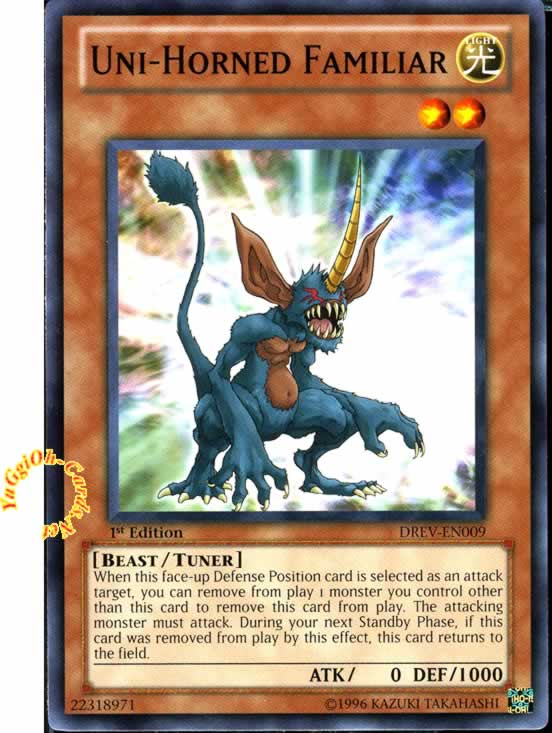 UNI-HORNED FAMILIAR
LIGHT
光
1st Edition
DREV-EN009
[BEAST / TUNER]
When this face-up Defense Position card is selected as an attack
target, you can remove from play 1 monster you control other
than this card to remove this card from play. The attacking
monster must attack. During your next Standby Phase, if this
card was removed from play by this effect, this card returns to
the field.
ATK/ 0 DEF/1000
22318971
©1996 KAZUKI TAKAHASHI
YuGgiOh-Cards.Net